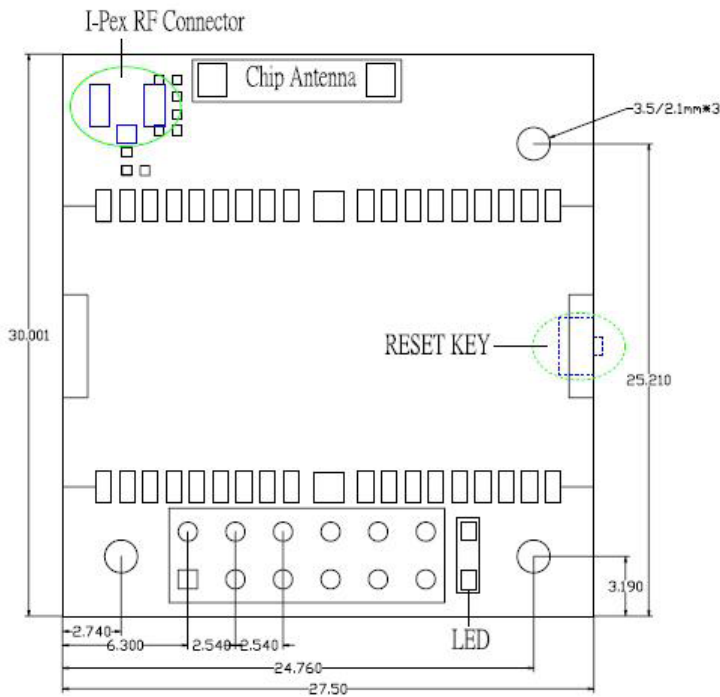 I-Pex RF Connector
Chip Antenna
3.5/2.1mm*3
30.001
RESET KEY
25.210
3.190
2.740
6.300
2.540
2.540
LED
24.760
27.50